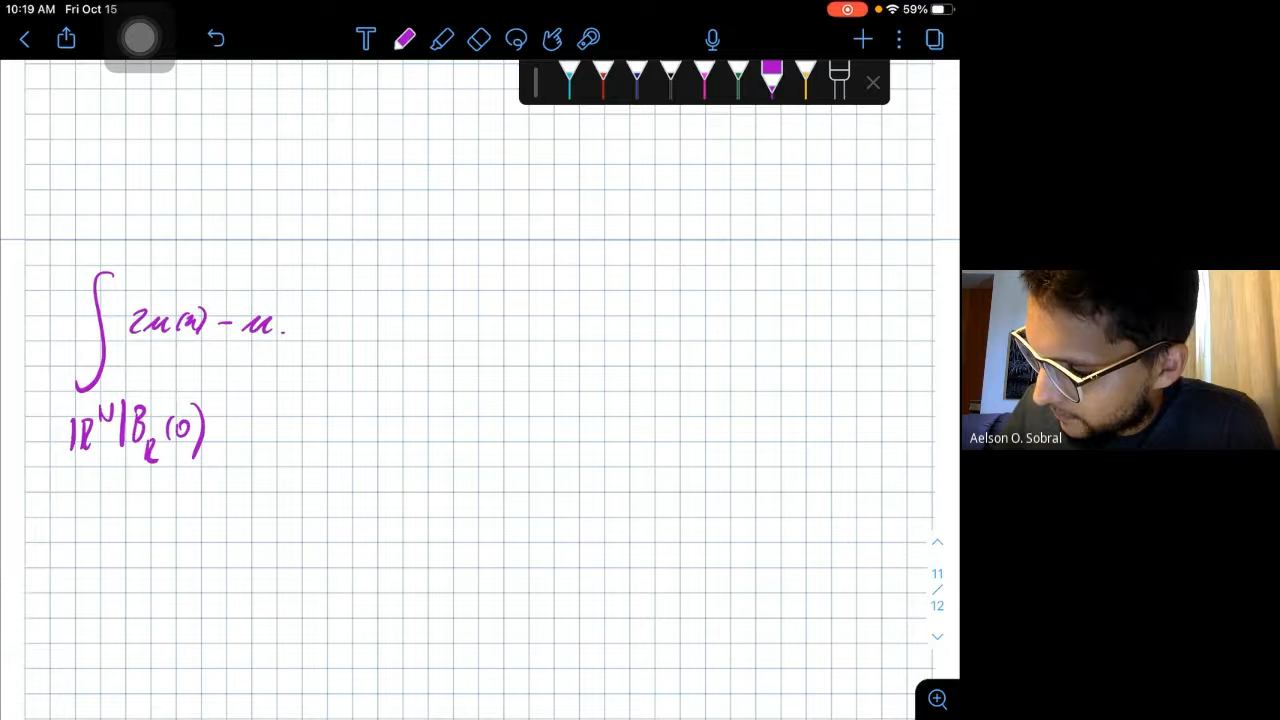 10:19 AM Fri Oct 15
59%
T
∫ 2u(x) - u.
ℝᴺ|B_R(0)
11
/
12
Aelson O. Sobral